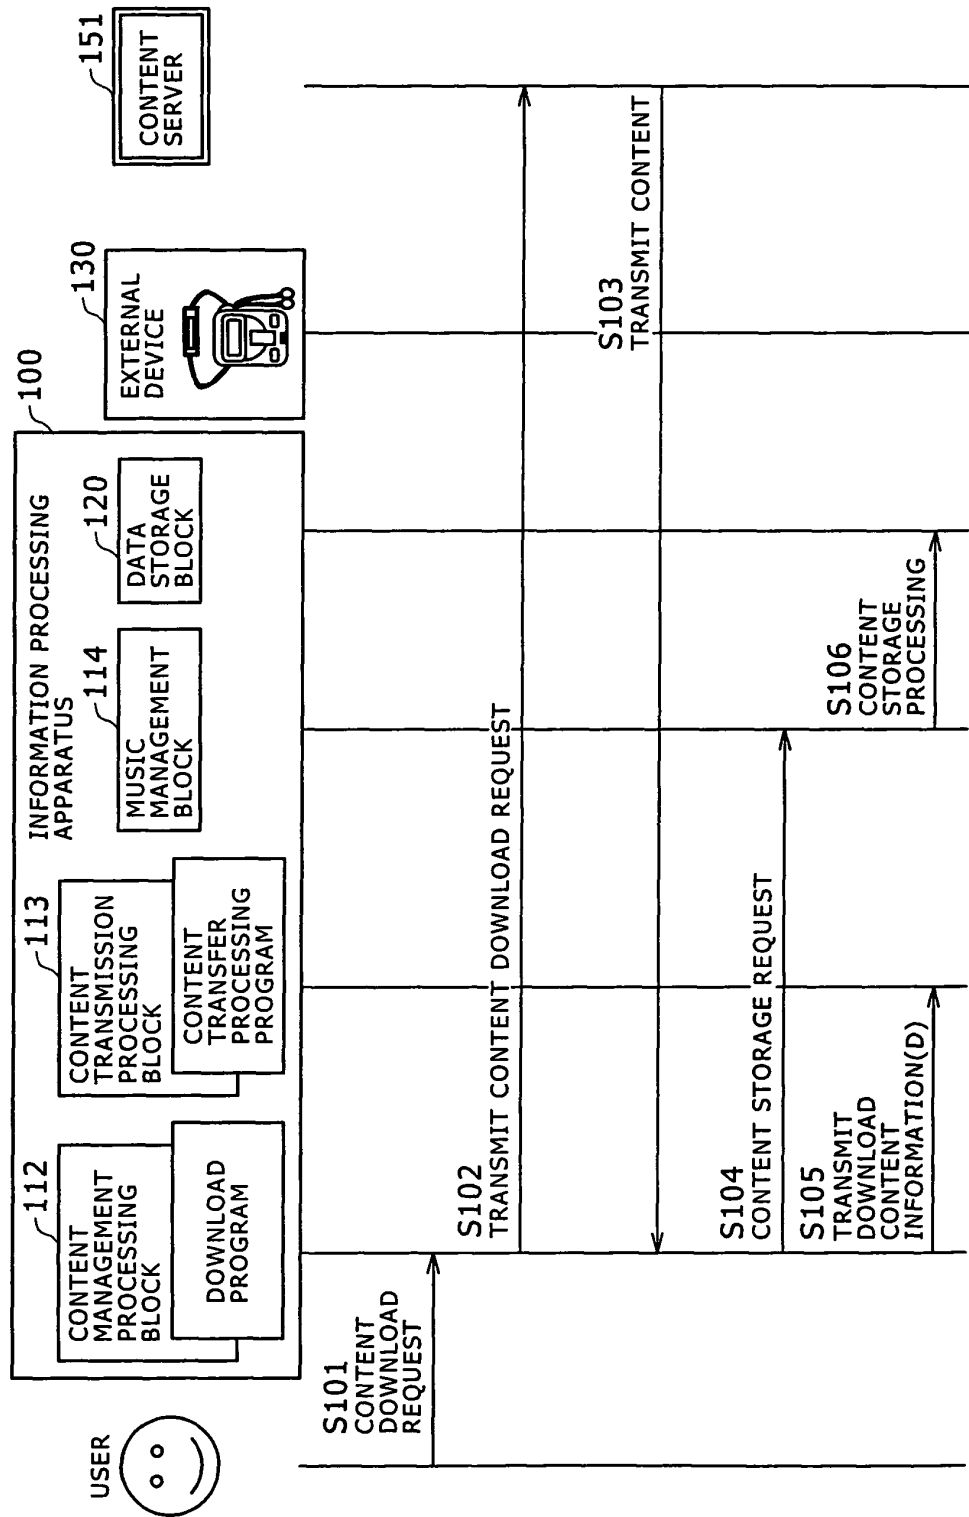 USER
INFORMATION PROCESSING
APPARATUS
100
112
CONTENT
MANAGEMENT
PROCESSING
BLOCK
DOWNLOAD
PROGRAM
113
CONTENT
TRANSMISSION
PROCESSING
BLOCK
CONTENT
TRANSFER
PROCESSING
PROGRAM
114
MUSIC
MANAGEMENT
BLOCK
120
DATA
STORAGE
BLOCK
130
EXTERNAL
DEVICE
151
CONTENT
SERVER
S101
CONTENT
DOWNLOAD
REQUEST
S102
TRANSMIT CONTENT DOWNLOAD REQUEST
S103
TRANSMIT CONTENT
S104
CONTENT STORAGE REQUEST
S105
TRANSMIT
DOWNLOAD
CONTENT
INFORMATION(D)
S106
CONTENT
STORAGE
PROCESSING